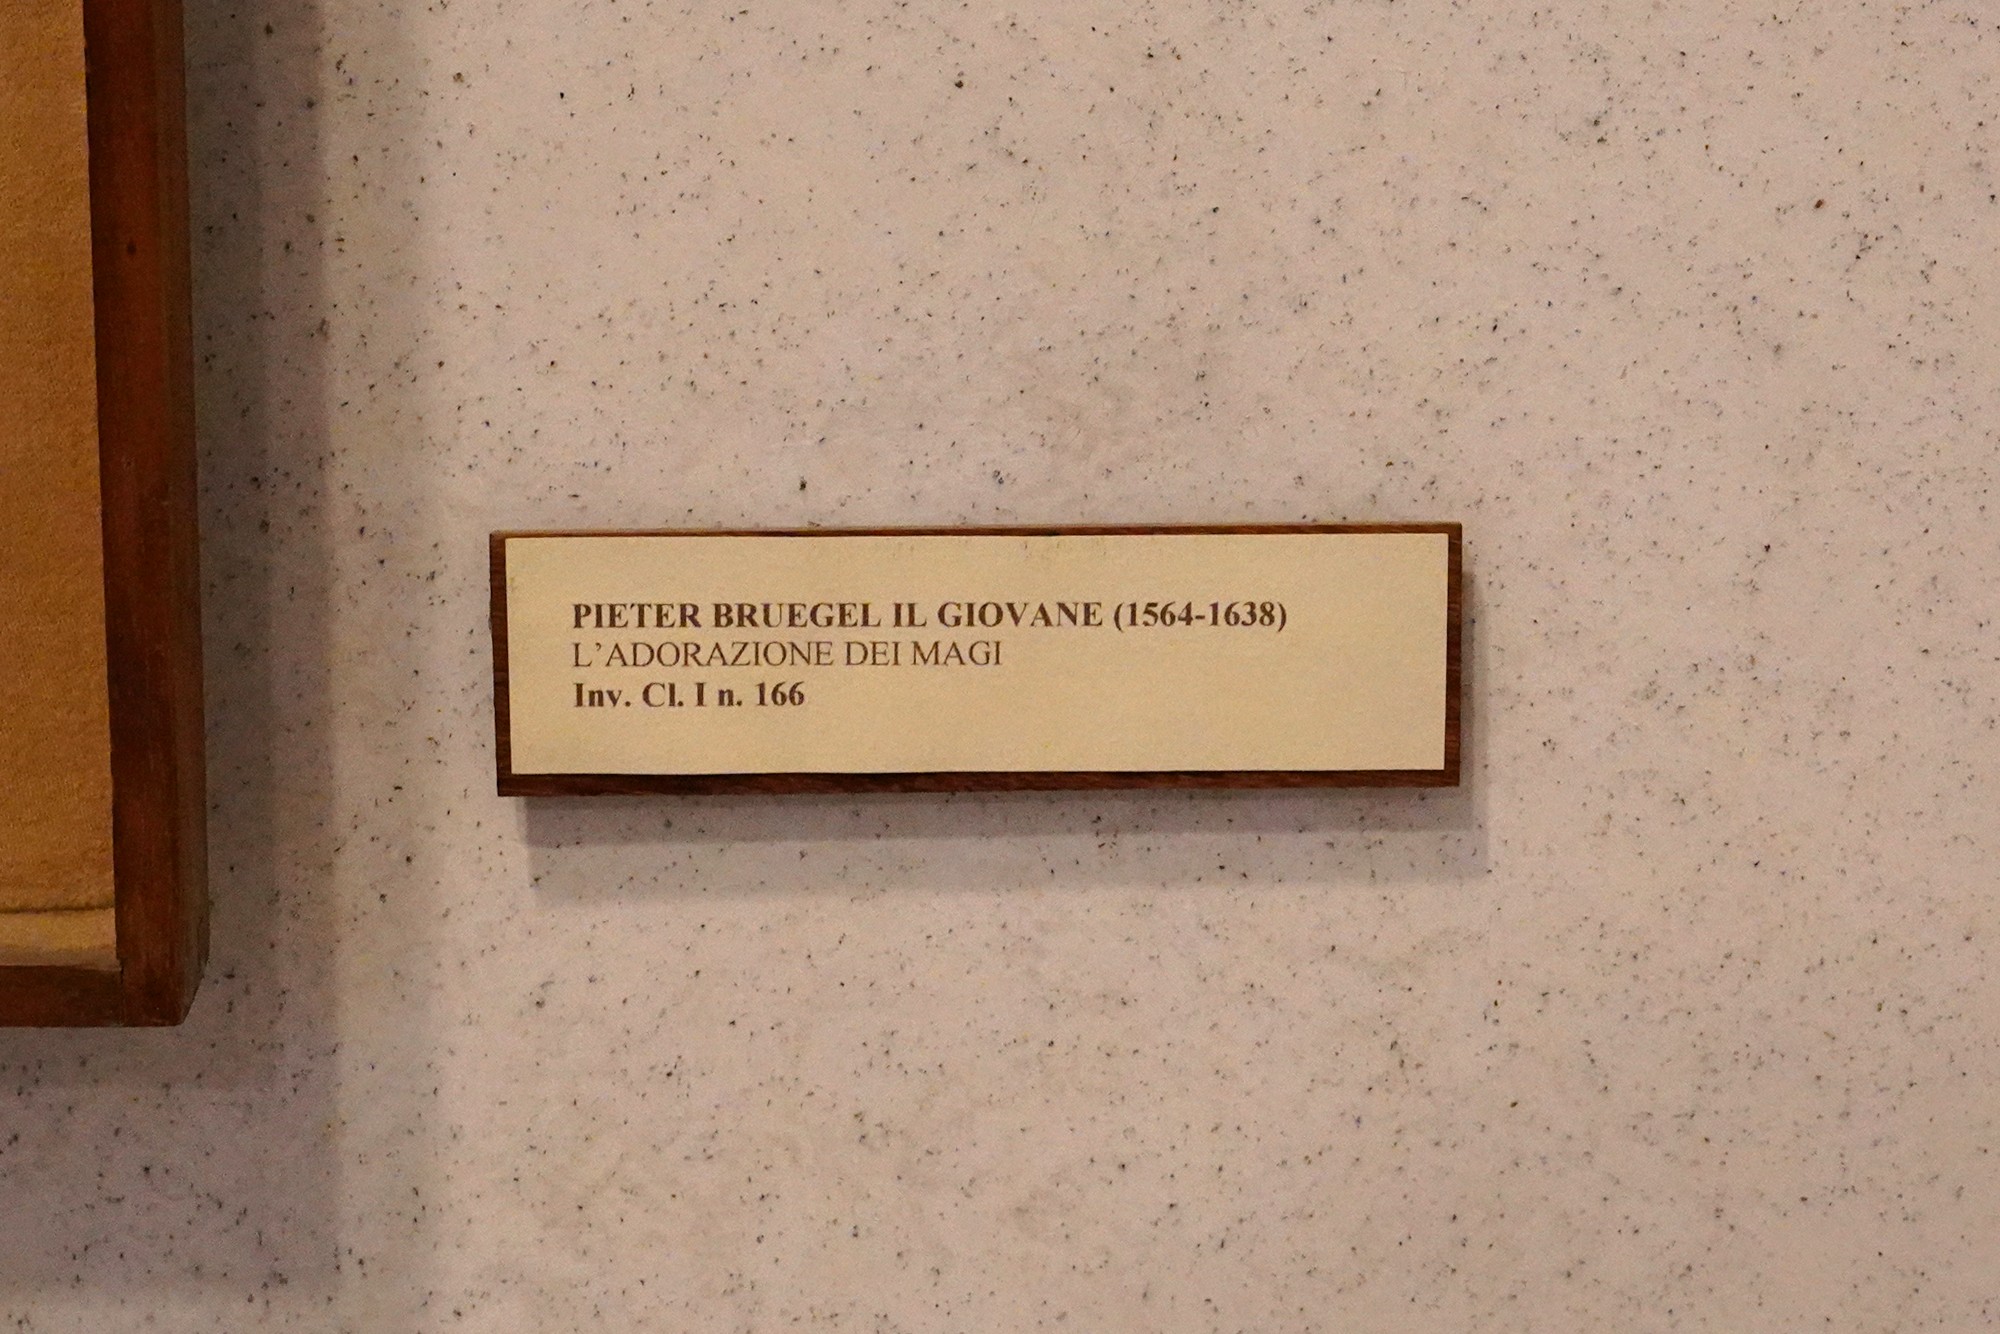 PIETER BRUEGEL IL GIOVANE (1564-1638)
L’ADORAZIONE DEI MAGI
Inv. Cl. I n. 166